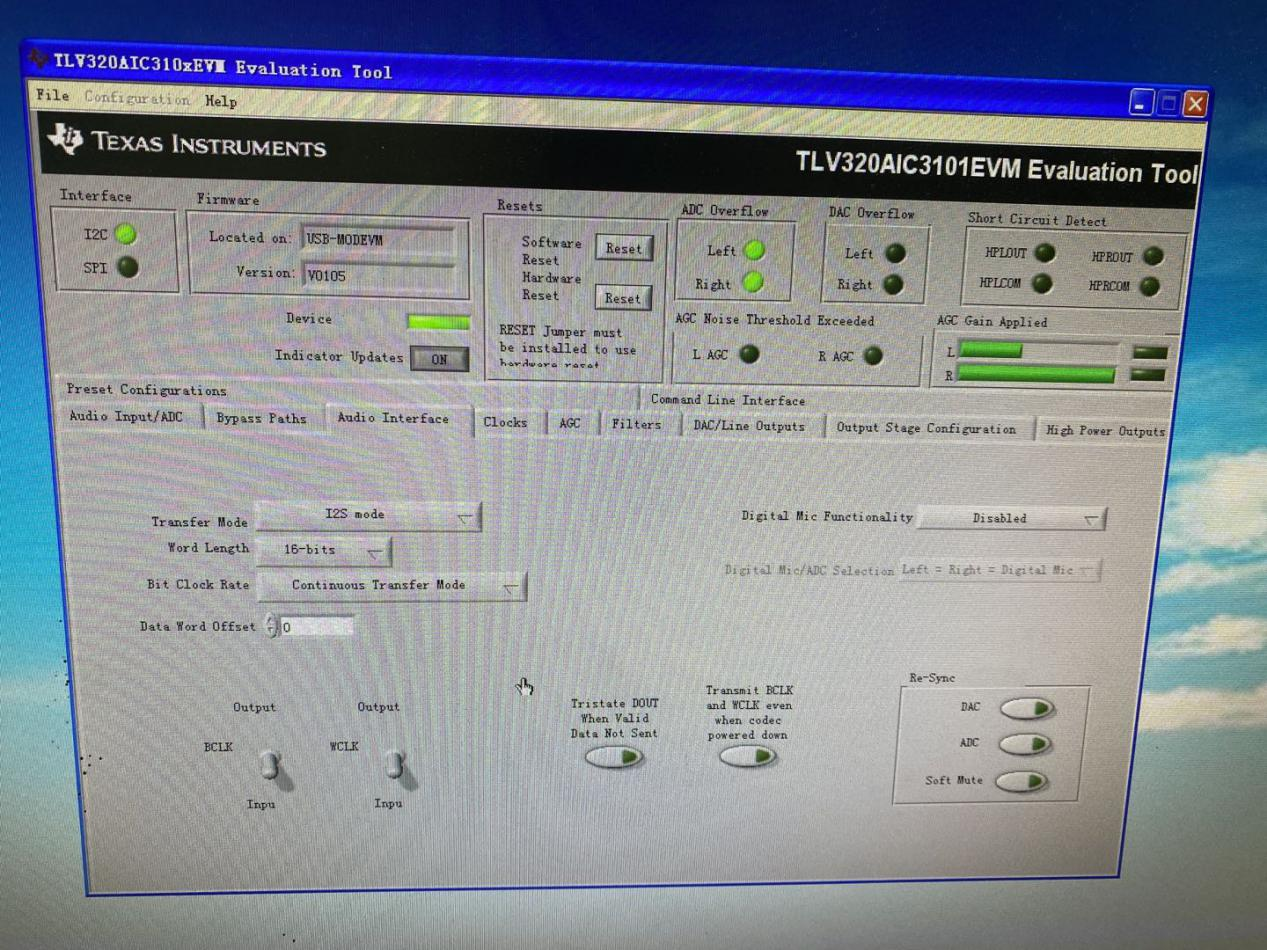 TLV320AIC310xEVM Evaluation Tool
File Configuration Help
TEXAS INSTRUMENTS
TLV320AIC3101EVM Evaluation Tool
Interface
I2C
SPI
Firmware
Located on: USB-MODEVM
Version: V0105
Device
Indicator Updates ON
Resets
Software
Reset
Reset
Hardware
Reset
Reset
RESET Jumper must
be installed to use
hardware reset
ADC Overflow
Left
Right
DAC Overflow
Left
Right
Short Circuit Detect
HPLOUT HPROUT
HPLCOM HPRCOM
AGC Noise Threshold Exceeded
L AGC R AGC
AGC Gain Applied
L
R
Preset Configurations Command Line Interface
Audio Input/ADC Bypass Paths Audio Interface Clocks AGC Filters DAC/Line Outputs Output Stage Configuration High Power Outputs
Transfer Mode I2S mode
Word Length 16-bits
Bit Clock Rate Continuous Transfer Mode
Data Word Offset 0
Digital Mic Functionality Disabled
Digital Mic/ADC Selection Left = Right = Digital Mic
Output
BCLK
Inpu
Output
WCLK
Inpu
Tristate DOUT
When Valid
Data Not Sent
Transmit BCLK
and WCLK even
when codec
powered down
Re-Sync
DAC
ADC
Soft Mute